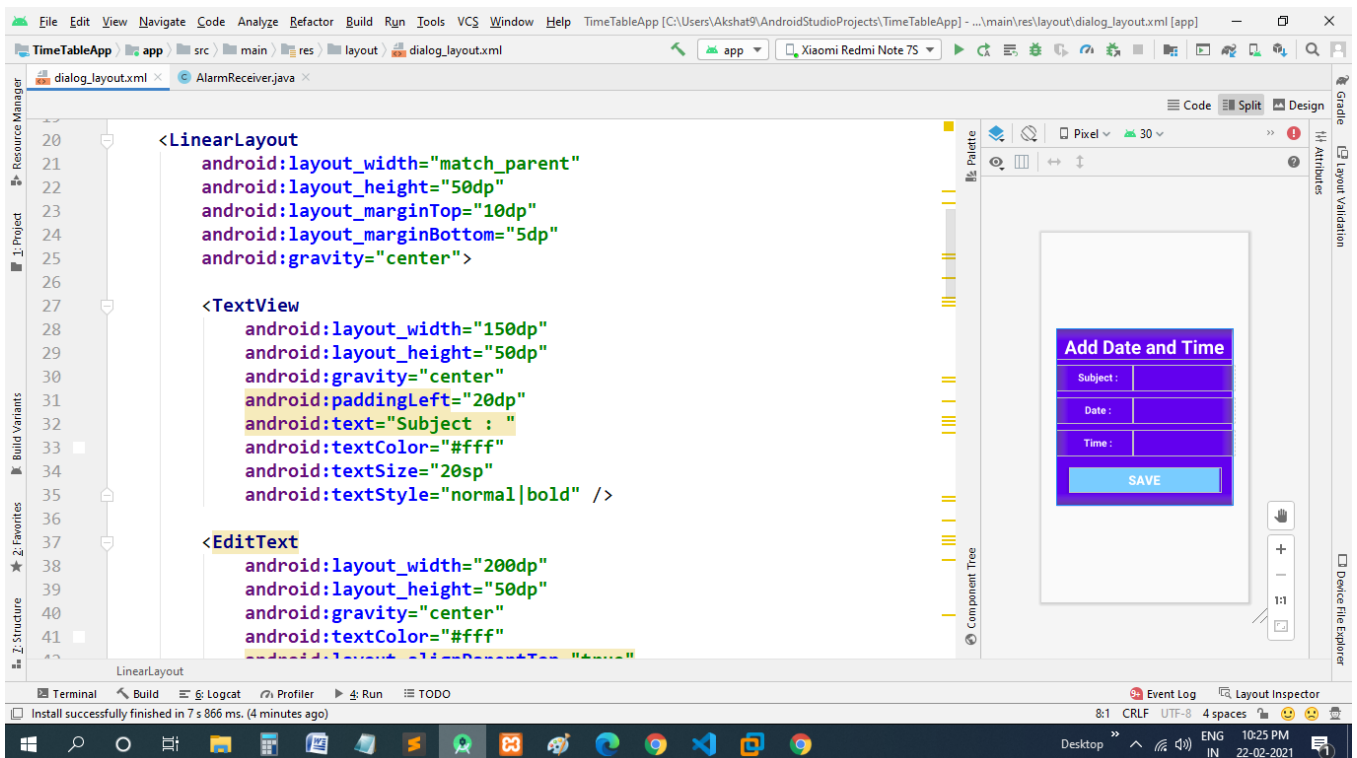 File Edit View Navigate Code Analyze Refactor Build Run Tools VCS Window Help TimeTableApp [C:\Users\Akshat9\AndroidStudioProjects\TimeTableApp] - ...\main\res\layout\dialog_layout.xml [app]
TimeTableApp app src main res layout dialog_layout.xml app Xiaomi Redmi Note 7S
dialog_layout.xml AlarmReceiver.java
Code Split Design
Resource Manager
1: Project
Build Variants
2: Favorites
7: Structure
20 <LinearLayout
21 android:layout_width="match_parent"
22 android:layout_height="50dp"
23 android:layout_marginTop="10dp"
24 android:layout_marginBottom="5dp"
25 android:gravity="center">
26
27 <TextView
28 android:layout_width="150dp"
29 android:layout_height="50dp"
30 android:gravity="center"
31 android:paddingLeft="20dp"
32 android:text="Subject : "
33 android:textColor="#fff"
34 android:textSize="20sp"
35 android:textStyle="normal|bold" />
36
37 <EditText
38 android:layout_width="200dp"
39 android:layout_height="50dp"
40 android:gravity="center"
41 android:textColor="#fff"
LinearLayout
Palette
Component Tree
Pixel 30
Add Date and Time
Subject :
Date :
Time :
SAVE
1:1
Attributes
Gradle
Layout Validation
Device File Explorer
Terminal Build 6: Logcat Profiler 4: Run TODO Event Log Layout Inspector
Install successfully finished in 7 s 866 ms. (4 minutes ago) 8:1 CRLF UTF-8 4 spaces
Desktop ENG 10:25 PM
IN 22-02-2021